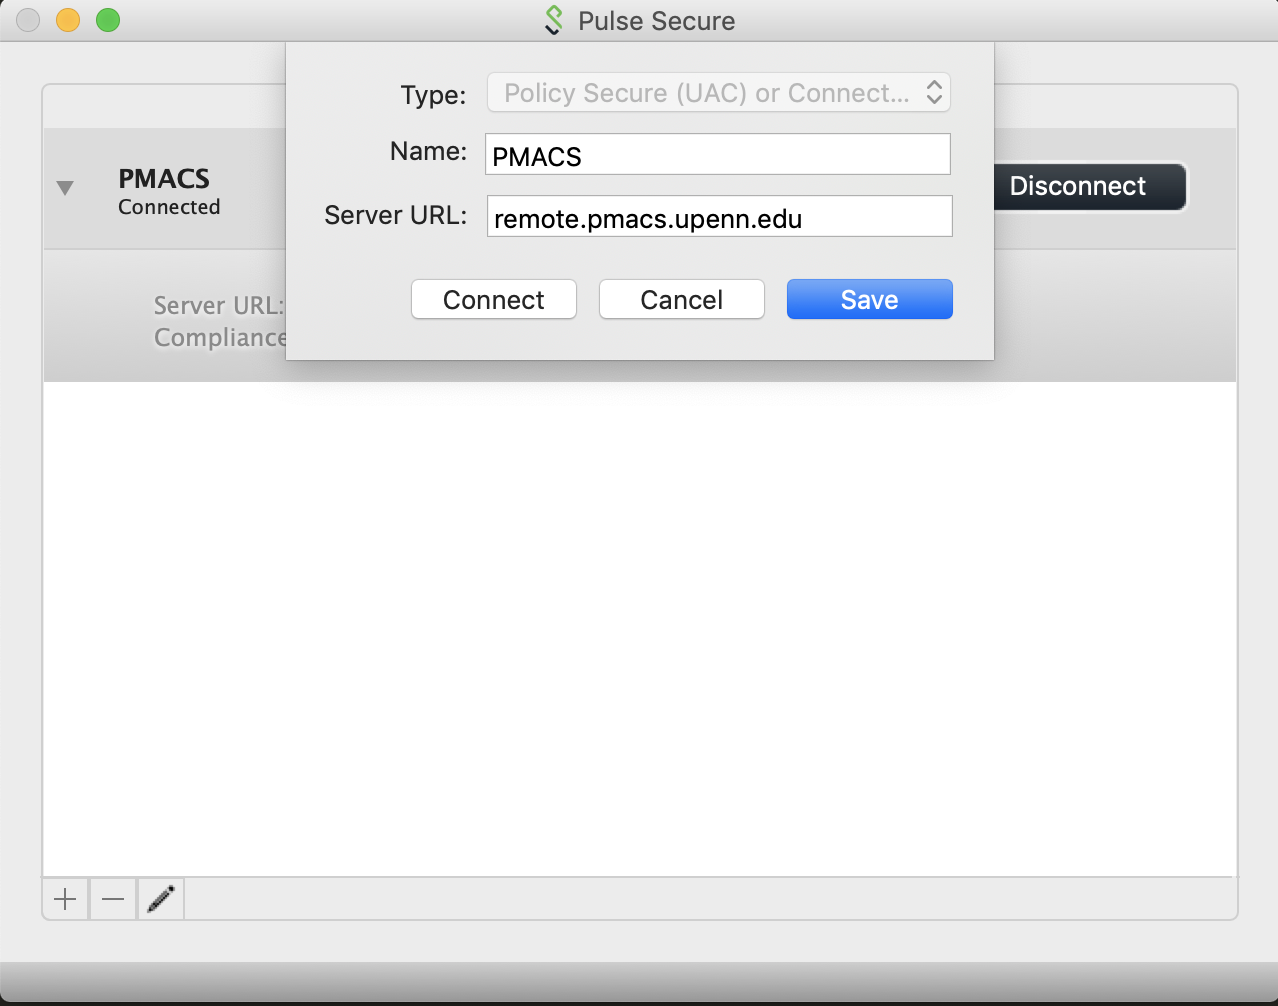 Pulse Secure
Type: Policy Secure (UAC) or Connect...
Name: PMACS
Server URL: remote.pmacs.upenn.edu
Connect Cancel Save
PMACS
Connected
Disconnect
Server URL:
Compliance